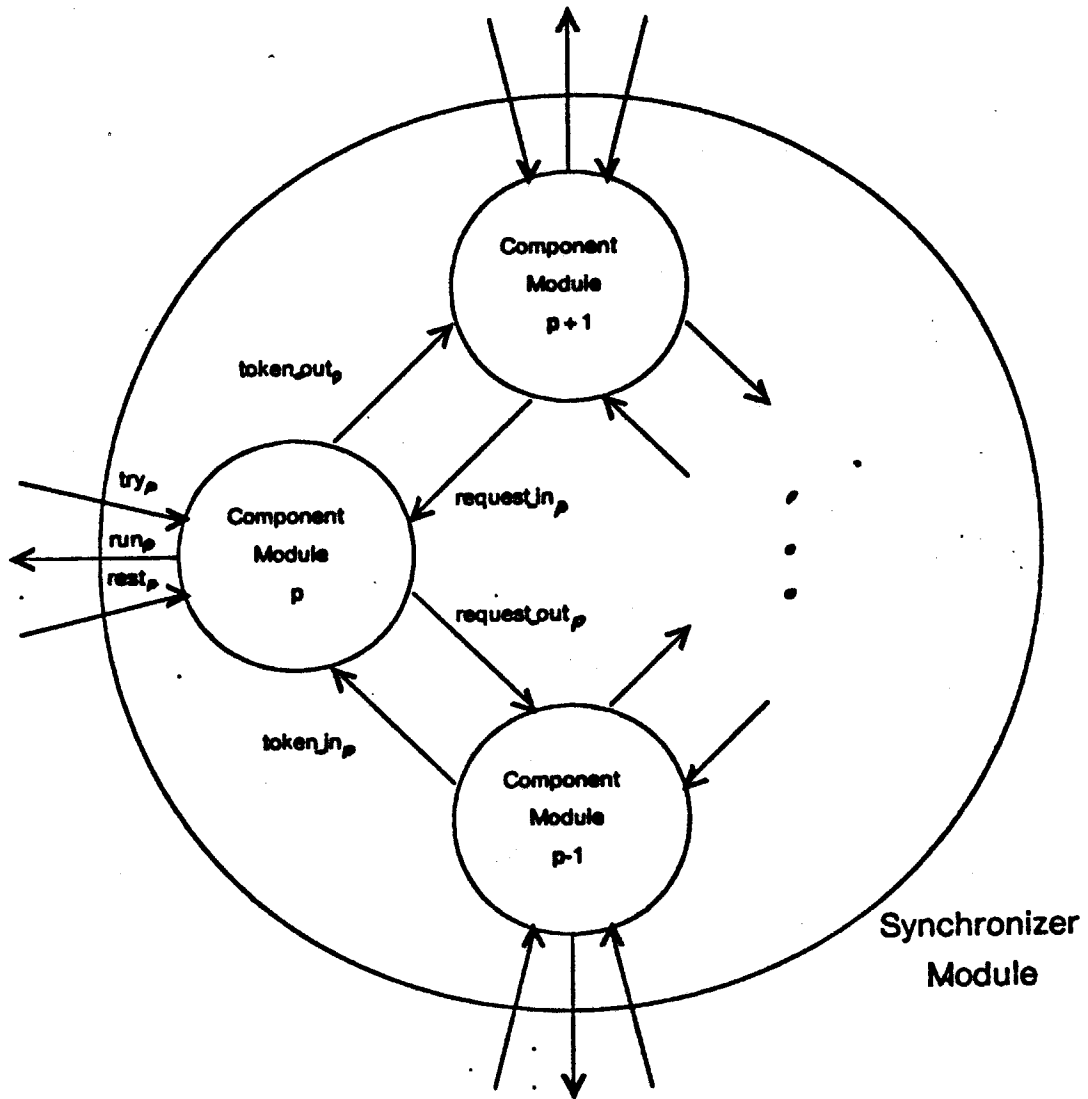 Component
Module
p + 1
token_out_p
try_p
request_in_p
Component
Module
p
run_p
rest_p
request_out_p
token_in_p
Component
Module
p-1
Synchronizer
Module